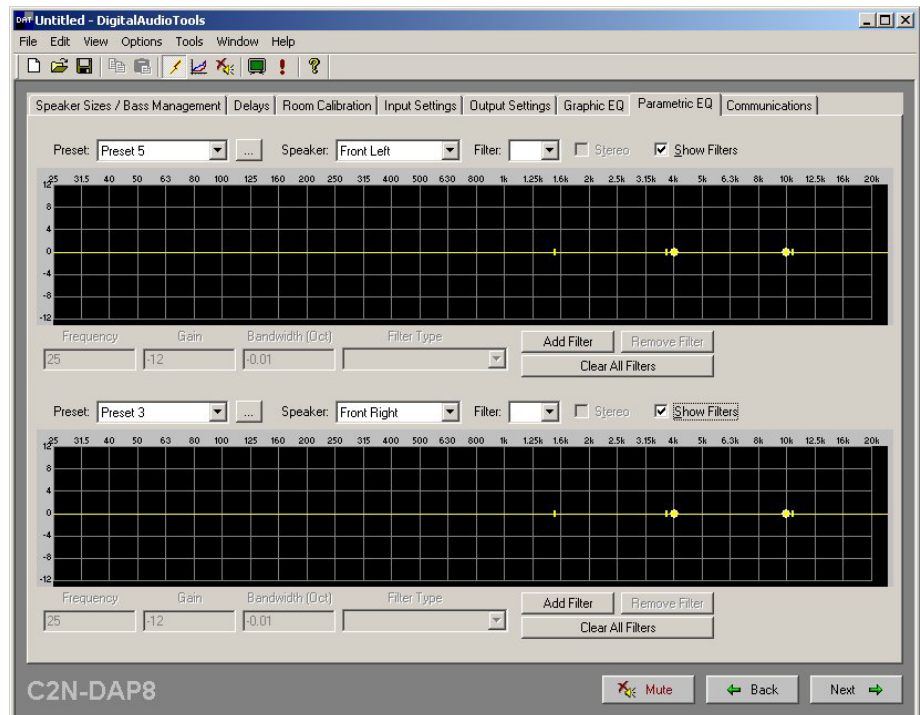 DAT Untitled - DigitalAudioTools
File Edit View Options Tools Window Help
Speaker Sizes / Bass Management Delays Room Calibration Input Settings Output Settings Graphic EQ Parametric EQ Communications
Preset: Preset 5 ... Speaker: Front Left Filter: Stereo Show Filters
25 31.5 40 50 63 80 100 125 160 200 250 315 400 500 630 800 1k 1.25k 1.6k 2k 2.5k 3.15k 4k 5k 6.3k 8k 10k 12.5k 16k 20k
12
8
4
0
-4
-8
-12
Frequency Gain Bandwidth (Oct) Filter Type
25 -12 -0.01 Add Filter Remove Filter
Clear All Filters
Preset: Preset 3 ... Speaker: Front Right Filter: Stereo Show Filters
25 31.5 40 50 63 80 100 125 160 200 250 315 400 500 630 800 1k 1.25k 1.6k 2k 2.5k 3.15k 4k 5k 6.3k 8k 10k 12.5k 16k 20k
12
8
4
0
-4
-8
-12
Frequency Gain Bandwidth (Oct) Filter Type
25 -12 -0.01 Add Filter Remove Filter
Clear All Filters
C2N-DAP8 Mute Back Next